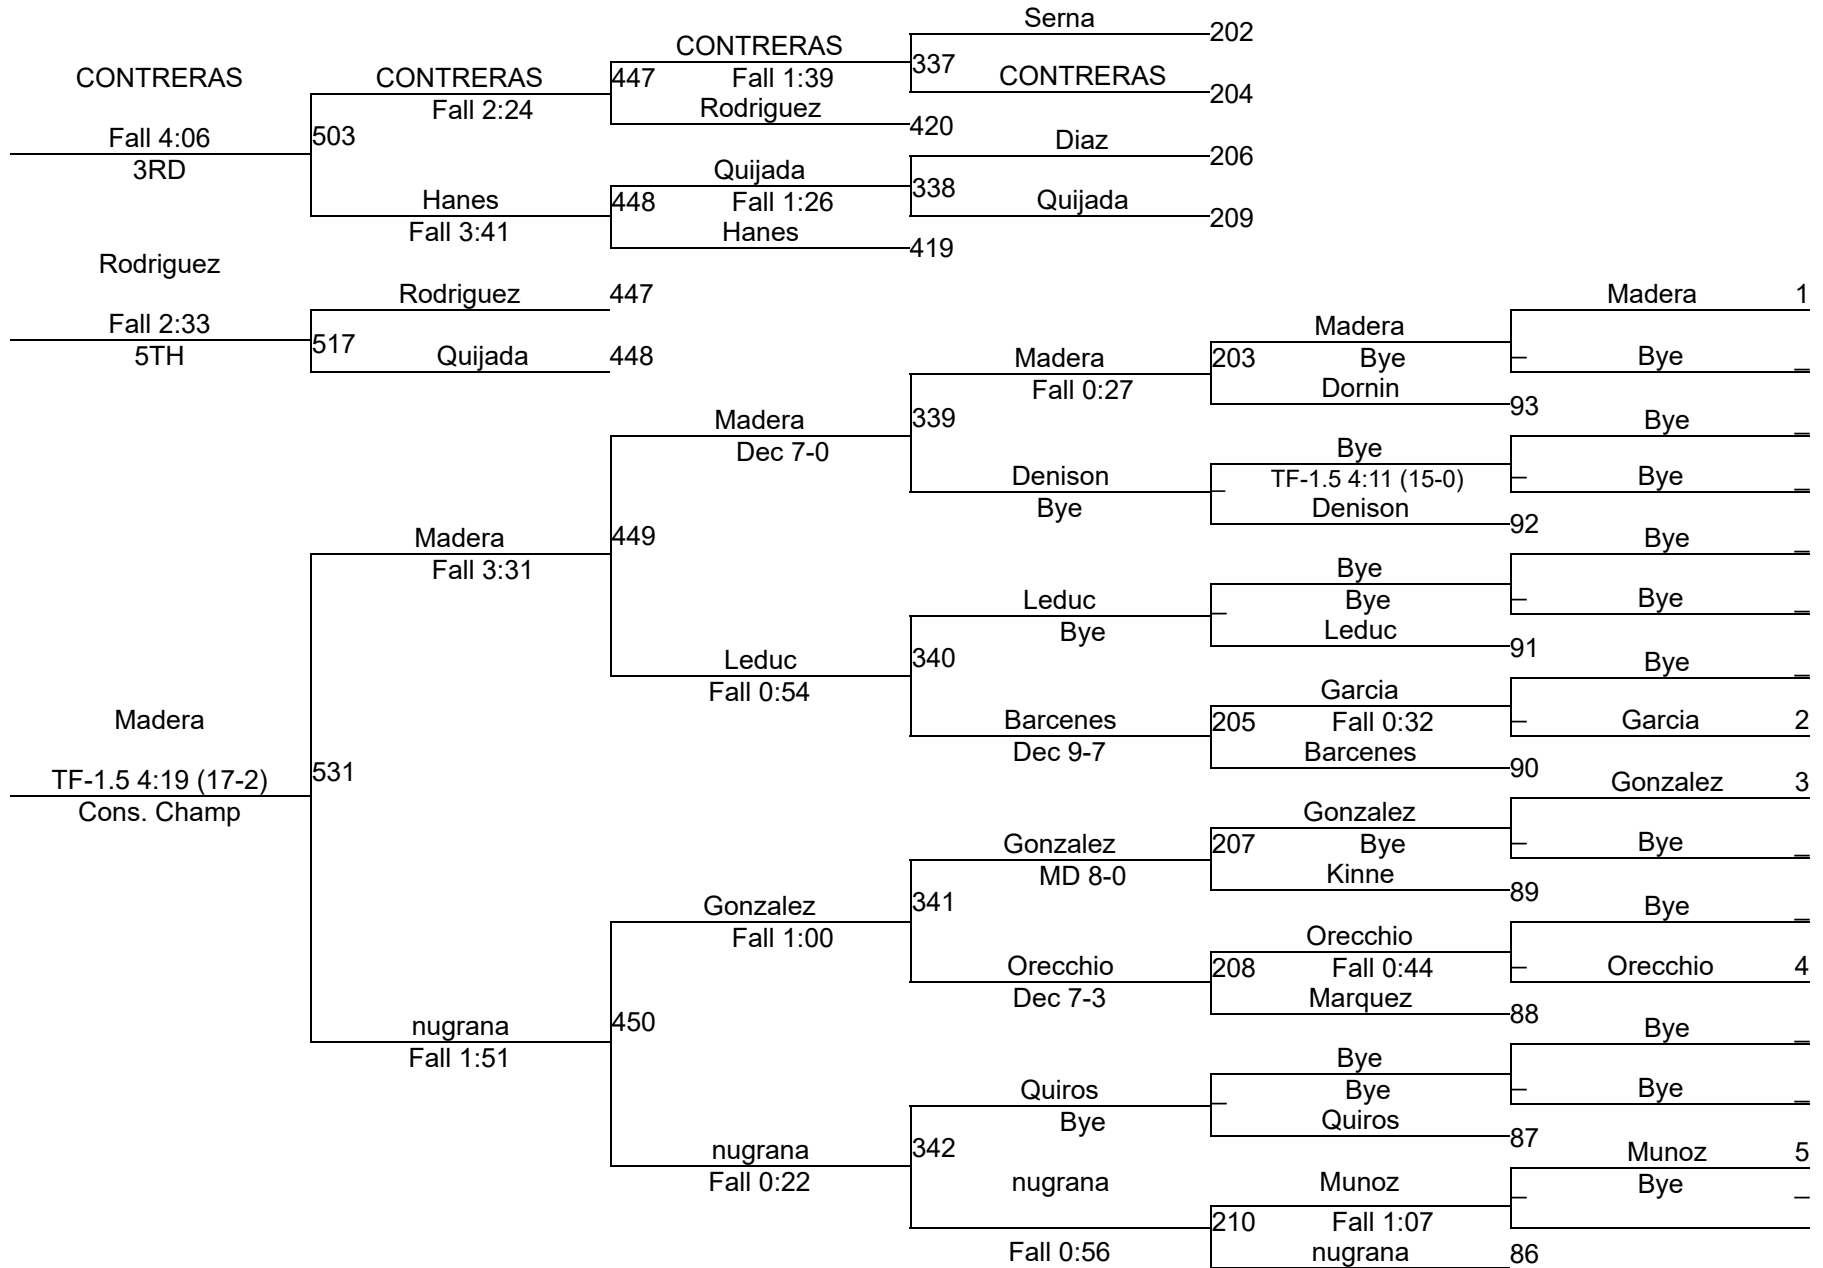 Serna 202
CONTRERAS
CONTRERAS CONTRERAS 447 Fall 1:39 337 CONTRERAS
Fall 2:24 Rodriguez 204
Fall 4:06 503 420 Diaz
3RD Quijada 206
Hanes 448 Fall 1:26 338 Quijada
Fall 3:41 Hanes 209
419
Rodriguez
Rodriguez 447 Madera 1
Fall 2:33 Madera
5TH 517 Quijada 448 Madera 203 Bye _ Bye _
Fall 0:27 Dornin
Madera 339 93 Bye _
Dec 7-0 Bye
Denison _ TF-1.5 4:11 (15-0) _ Bye _
Bye Denison
Madera 449 92 Bye _
Fall 3:31 Bye
Leduc _ Bye _ Bye _
Bye Leduc
Leduc 340 91 Bye _
Fall 0:54 Garcia
Madera Barcenes 205 Fall 0:32 _ Garcia 2
Dec 9-7 Barcenes
TF-1.5 4:19 (17-2) 531 90 Gonzalez 3
Cons. Champ Gonzalez
Gonzalez 207 Bye _ Bye _
MD 8-0 Kinne
Gonzalez 341 89 Bye _
Fall 1:00 Orecchio
Orecchio 208 Fall 0:44 _ Orecchio 4
Dec 7-3 Marquez
nugrana 450 88 Bye _
Fall 1:51 Bye
Quiros _ Bye _ Bye _
Bye Quiros
nugrana 342 87 Munoz 5
Fall 0:22 nugrana Munoz _ Bye _
210 Fall 1:07
Fall 0:56 nugrana 86